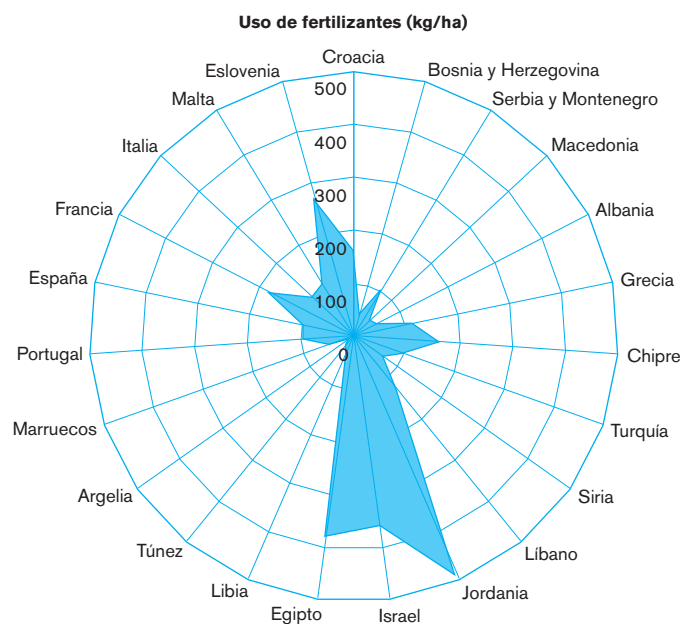 Uso de fertilizantes (kg/ha)
Croacia
Bosnia y Herzegovina
Serbia y Montenegro
Macedonia
Albania
Grecia
Chipre
Turquía
Siria
Líbano
Jordania
Israel
Egipto
Libia
Túnez
Argelia
Marruecos
Portugal
España
Francia
Italia
Malta
Eslovenia
500
400
300
200
100
0